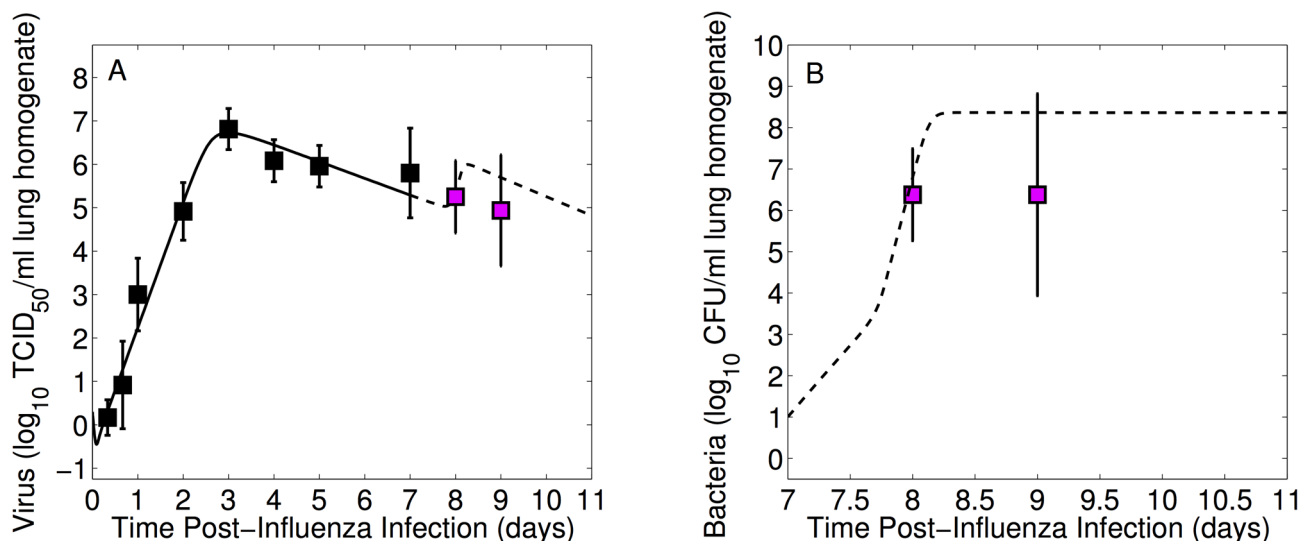 A
Virus (log10 TCID50/ml lung homogenate)
8
7
6
5
4
3
2
1
0
−1
0 1 2 3 4 5 6 7 8 9 10 11
Time Post−Influenza Infection (days)
B
Bacteria (log10 CFU/ml lung homogenate)
10
9
8
7
6
5
4
3
2
1
0
7 7.5 8 8.5 9 9.5 10 10.5 11
Time Post−Influenza Infection (days)